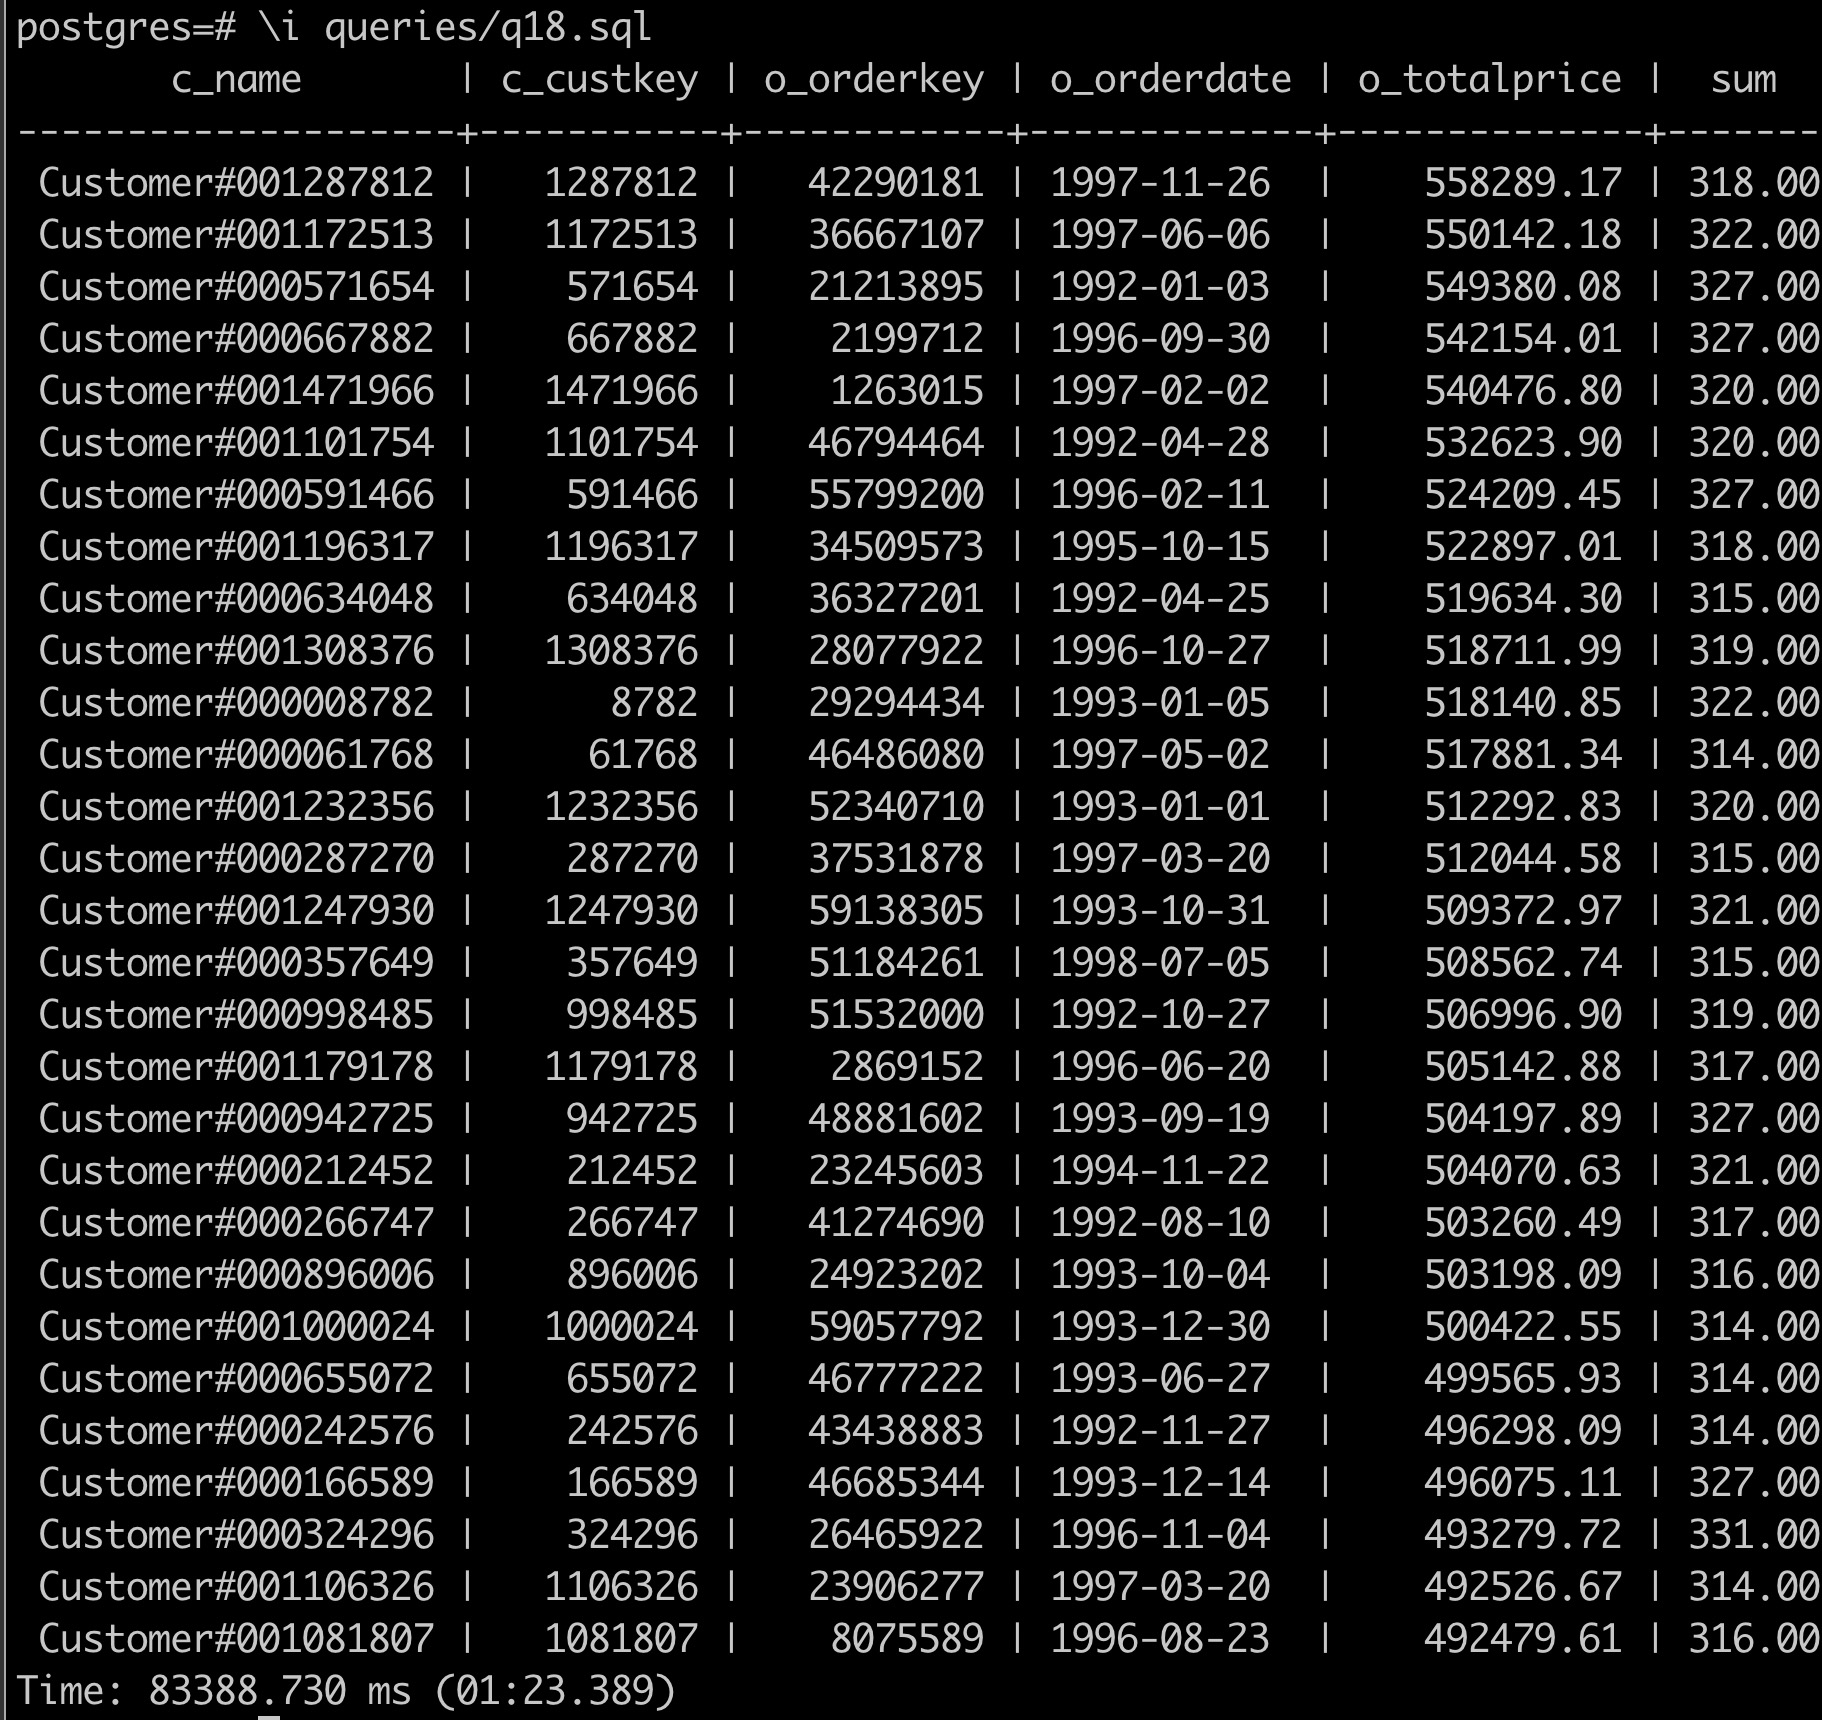 postgres=# \i queries/q18.sql
       c_name       | c_custkey | o_orderkey | o_orderdate | o_totalprice |  sum
--------------------+-----------+------------+-------------+--------------+-------
 Customer#001287812 |   1287812 |   42290181 | 1997-11-26  |    558289.17 | 318.00
 Customer#001172513 |   1172513 |   36667107 | 1997-06-06  |    550142.18 | 322.00
 Customer#000571654 |    571654 |   21213895 | 1992-01-03  |    549380.08 | 327.00
 Customer#000667882 |    667882 |    2199712 | 1996-09-30  |    542154.01 | 327.00
 Customer#001471966 |   1471966 |    1263015 | 1997-02-02  |    540476.80 | 320.00
 Customer#001101754 |   1101754 |   46794464 | 1992-04-28  |    532623.90 | 320.00
 Customer#000591466 |    591466 |   55799200 | 1996-02-11  |    524209.45 | 327.00
 Customer#001196317 |   1196317 |   34509573 | 1995-10-15  |    522897.01 | 318.00
 Customer#000634048 |    634048 |   36327201 | 1992-04-25  |    519634.30 | 315.00
 Customer#001308376 |   1308376 |   28077922 | 1996-10-27  |    518711.99 | 319.00
 Customer#000008782 |      8782 |   29294434 | 1993-01-05  |    518140.85 | 322.00
 Customer#000061768 |     61768 |   46486080 | 1997-05-02  |    517881.34 | 314.00
 Customer#001232356 |   1232356 |   52340710 | 1993-01-01  |    512292.83 | 320.00
 Customer#000287270 |    287270 |   37531878 | 1997-03-20  |    512044.58 | 315.00
 Customer#001247930 |   1247930 |   59138305 | 1993-10-31  |    509372.97 | 321.00
 Customer#000357649 |    357649 |   51184261 | 1998-07-05  |    508562.74 | 315.00
 Customer#000998485 |    998485 |   51532000 | 1992-10-27  |    506996.90 | 319.00
 Customer#001179178 |   1179178 |    2869152 | 1996-06-20  |    505142.88 | 317.00
 Customer#000942725 |    942725 |   48881602 | 1993-09-19  |    504197.89 | 327.00
 Customer#000212452 |    212452 |   23245603 | 1994-11-22  |    504070.63 | 321.00
 Customer#000266747 |    266747 |   41274690 | 1992-08-10  |    503260.49 | 317.00
 Customer#000896006 |    896006 |   24923202 | 1993-10-04  |    503198.09 | 316.00
 Customer#001000024 |   1000024 |   59057792 | 1993-12-30  |    500422.55 | 314.00
 Customer#000655072 |    655072 |   46777222 | 1993-06-27  |    499565.93 | 314.00
 Customer#000242576 |    242576 |   43438883 | 1992-11-27  |    496298.09 | 314.00
 Customer#000166589 |    166589 |   46685344 | 1993-12-14  |    496075.11 | 327.00
 Customer#000324296 |    324296 |   26465922 | 1996-11-04  |    493279.72 | 331.00
 Customer#001106326 |   1106326 |   23906277 | 1997-03-20  |    492526.67 | 314.00
 Customer#001081807 |   1081807 |    8075589 | 1996-08-23  |    492479.61 | 316.00
Time: 83388.730 ms (01:23.389)